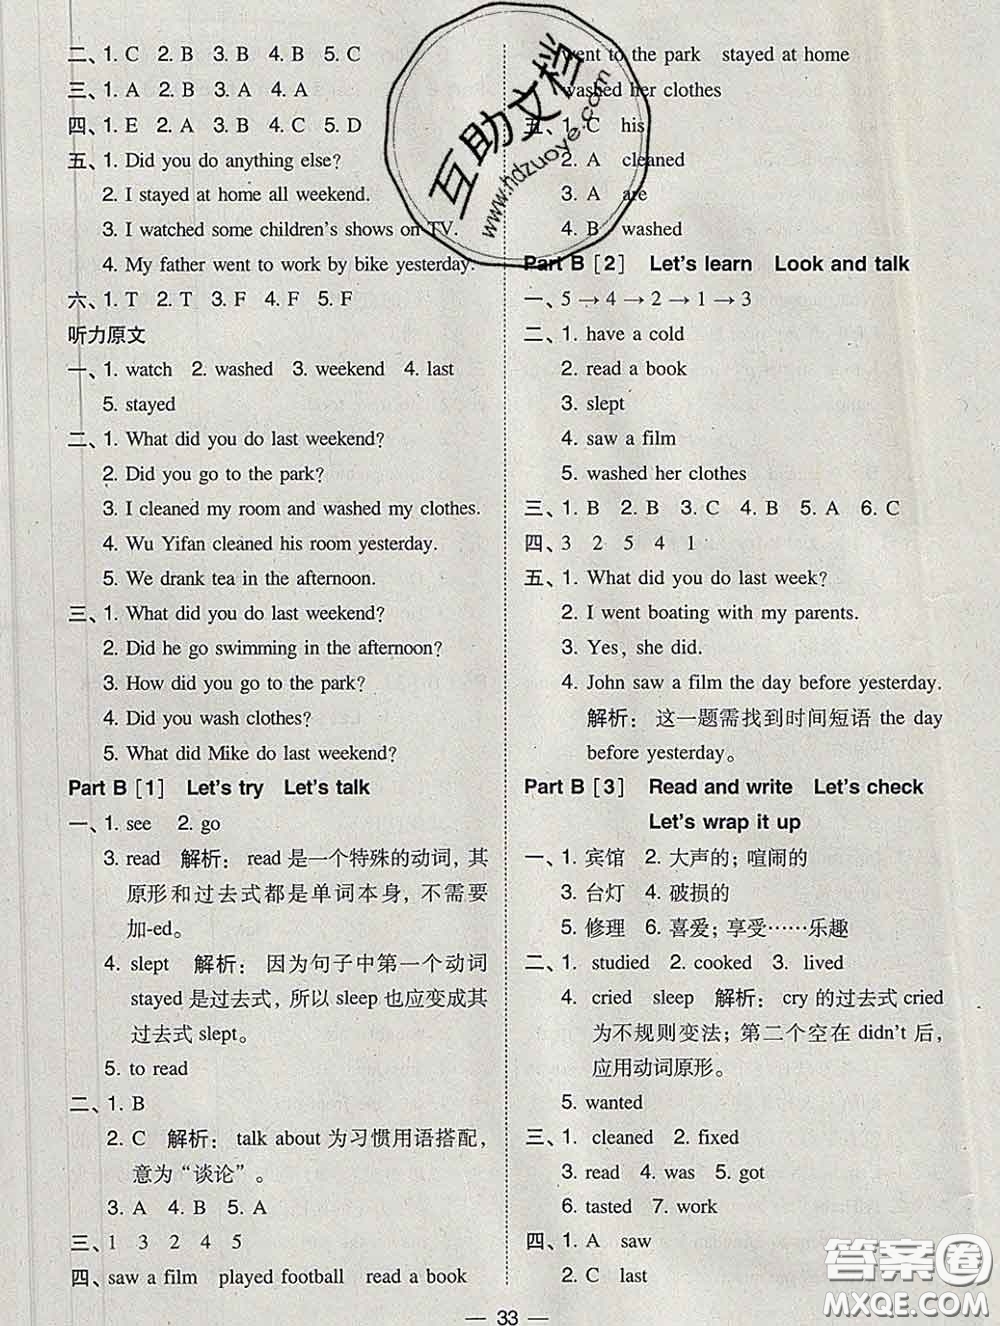 二、1. C 2. B 3. B 4. B 5. C
三、1. A 2. B 3. A 4. A
四、1. E 2. A 3. B 4. C 5. D
五、1. Did you do anything else?
2. I stayed at home all weekend.
3. I watched some children's shows on TV.
4. My father went to work by bike yesterday.
六、1. T 2. T 3. F 4. F 5. F
听力原文
一、1. watch 2. washed 3. weekend 4. last
5. stayed
二、1. What did you do last weekend?
2. Did you go to the park?
3. I cleaned my room and washed my clothes.
4. Wu Yifan cleaned his room yesterday.
5. We drank tea in the afternoon.
三、1. What did you do last weekend?
2. Did he go swimming in the afternoon?
3. How did you go to the park?
4. Did you wash clothes?
5. What did Mike do last weekend?
Part B [1] Let's try Let's talk
一、1. see 2. go
3. read 解析：read 是一个特殊的动词，其
原形和过去式都是单词本身，不需要
加-ed。
4. slept 解析：因为句子中第一个动词
stayed 是过去式，所以 sleep 也应变成其
过去式 slept。
5. to read
二、1. B
2. C 解析：talk about 为习惯用语搭配，
意为“谈论”。
3. A 4. B 5. A
三、1 3 2 4 5
四、saw a film played football read a book
went to the park stayed at home
washed her clothes
五、1. C his
2. A cleaned
3. A are
4. B washed
Part B [2] Let's learn Look and talk
一、5→4→2→1→3
二、1. have a cold
2. read a book
3. slept
4. saw a film
5. washed her clothes
三、1. B 2. B 3. C 4. B 5. A 6. C
四、3 2 5 4 1
五、1. What did you do last week?
2. I went boating with my parents.
3. Yes, she did.
4. John saw a film the day before yesterday.
解析：这一题需找到时间短语 the day
before yesterday。
Part B [3] Read and write Let's check
Let's wrap it up
一、1. 宾馆 2. 大声的；喧闹的
3. 台灯 4. 破损的
5. 修理 6. 喜爱；享受……乐趣
二、1. studied 2. cooked 3. lived
4. cried sleep 解析：cry 的过去式 cried
为不规则变法；第二个空在 didn't 后，
应用动词原形。
5. wanted
三、1. cleaned 2. fixed
3. read 4. was 5. got
6. tasted 7. work
四、1. A saw
2. C last
— 33 —
互助文档
www.hdzuoye.com
答案圈
MXQE.COM